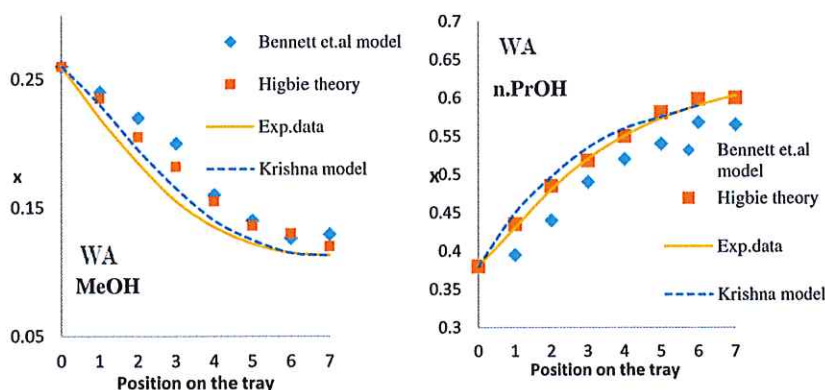 0.25
x
0.15
0.05
WA
MeOH
Bennett et.al model
Higbie theory
Exp.data
Krishna model
0 1 2 3 4 5 6 7
Position on the tray
0.7
0.6
0.55
0.5
x
0.45
0.4
0.35
0.3
WA
n.PrOH
Bennett et.al
model
Higbie theory
Exp.data
Krishna model
0 1 2 3 4 5 6 7
Position on the tray